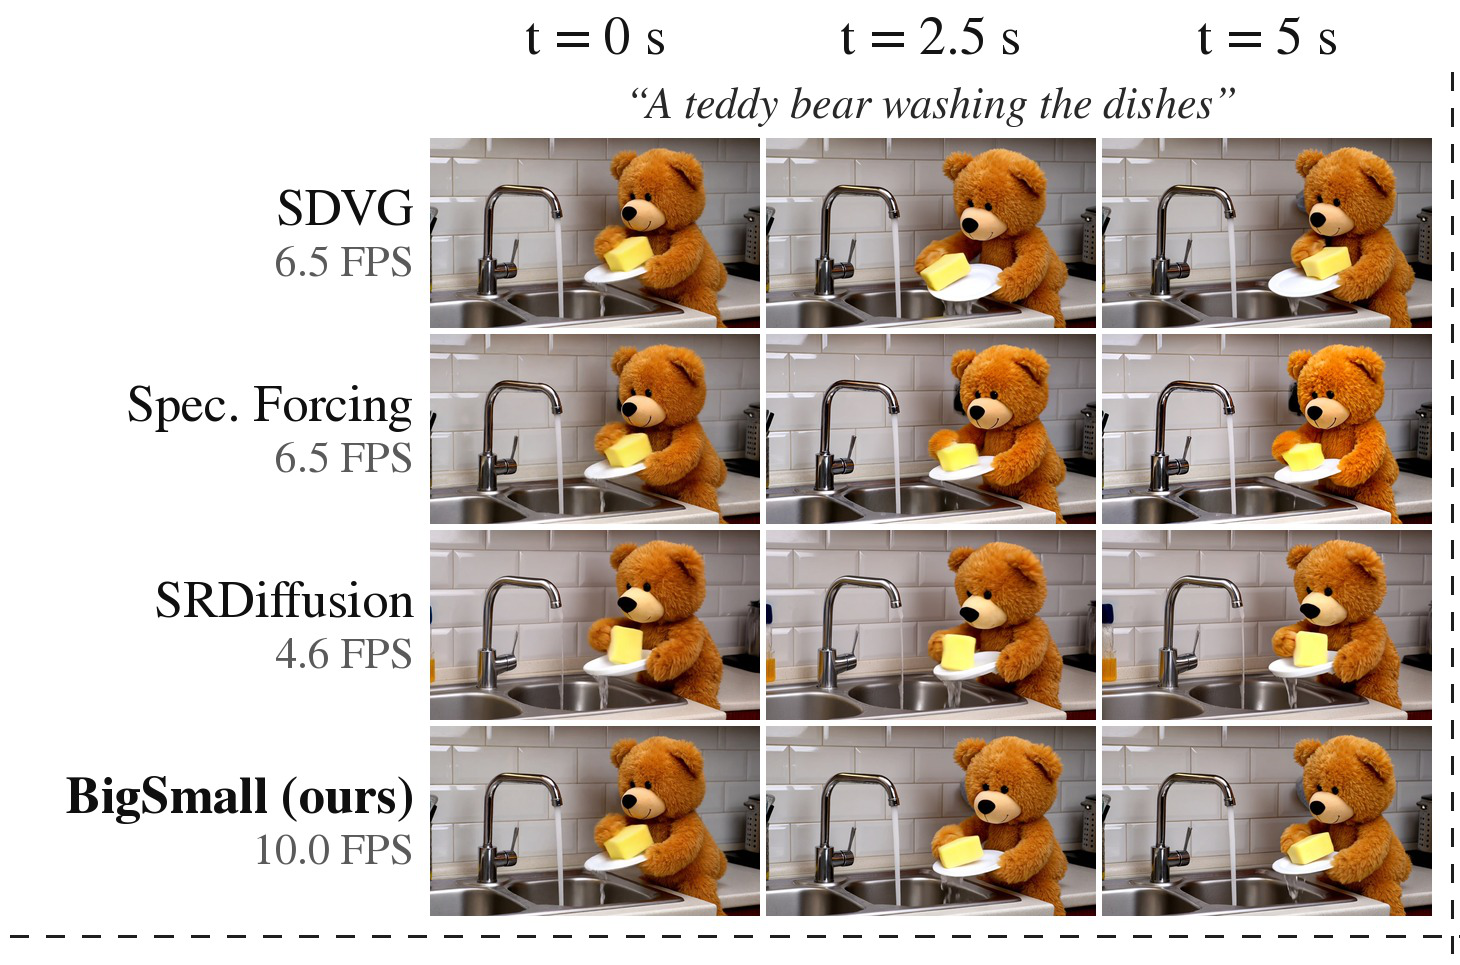 t = 0 s
t = 2.5 s
t = 5 s
“A teddy bear washing the dishes”
SDVG
6.5 FPS
Spec. Forcing
6.5 FPS
SRDiffusion
4.6 FPS
BigSmall (ours)
10.0 FPS